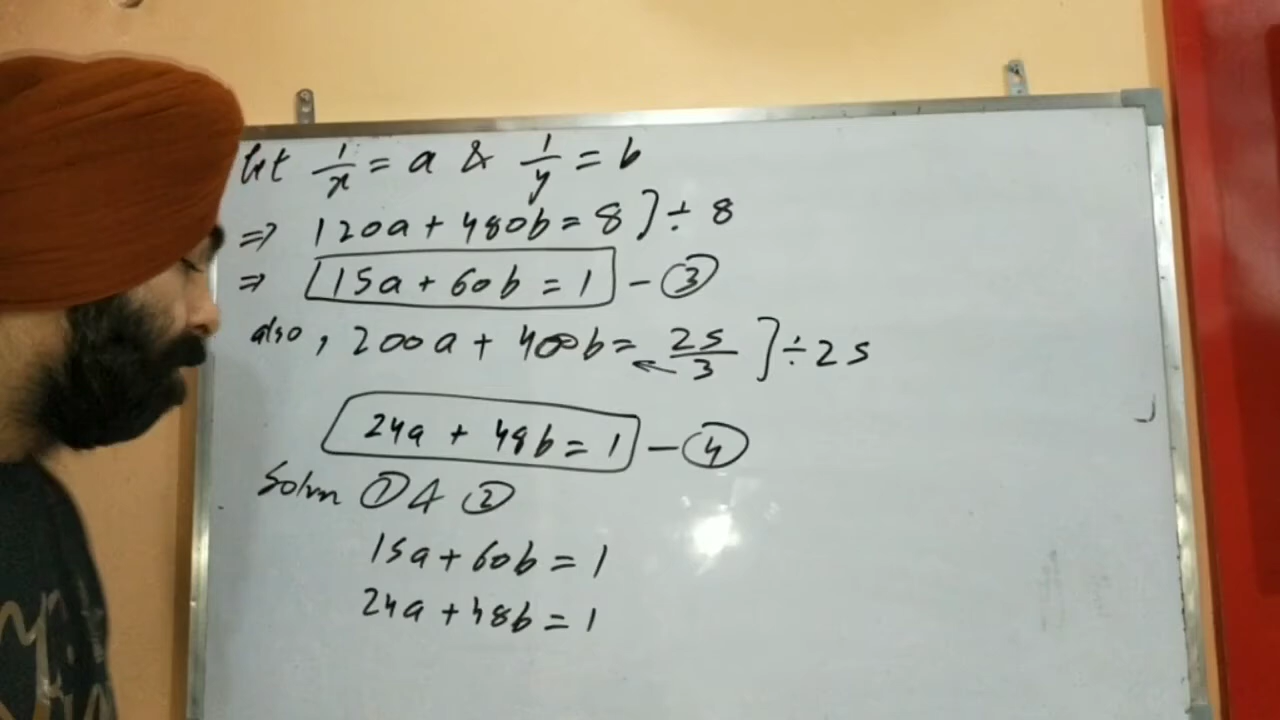 let 1/x = a & 1/y = b
⇒ 120a + 480b = 8 ] ÷ 8
⇒ 15a + 60b = 1 - ③
also, 200a + 400b = 25/3 ] ÷ 25
24a + 48b = 1 - ④
Solvn ① & ②
15a + 60b = 1
24a + 48b = 1